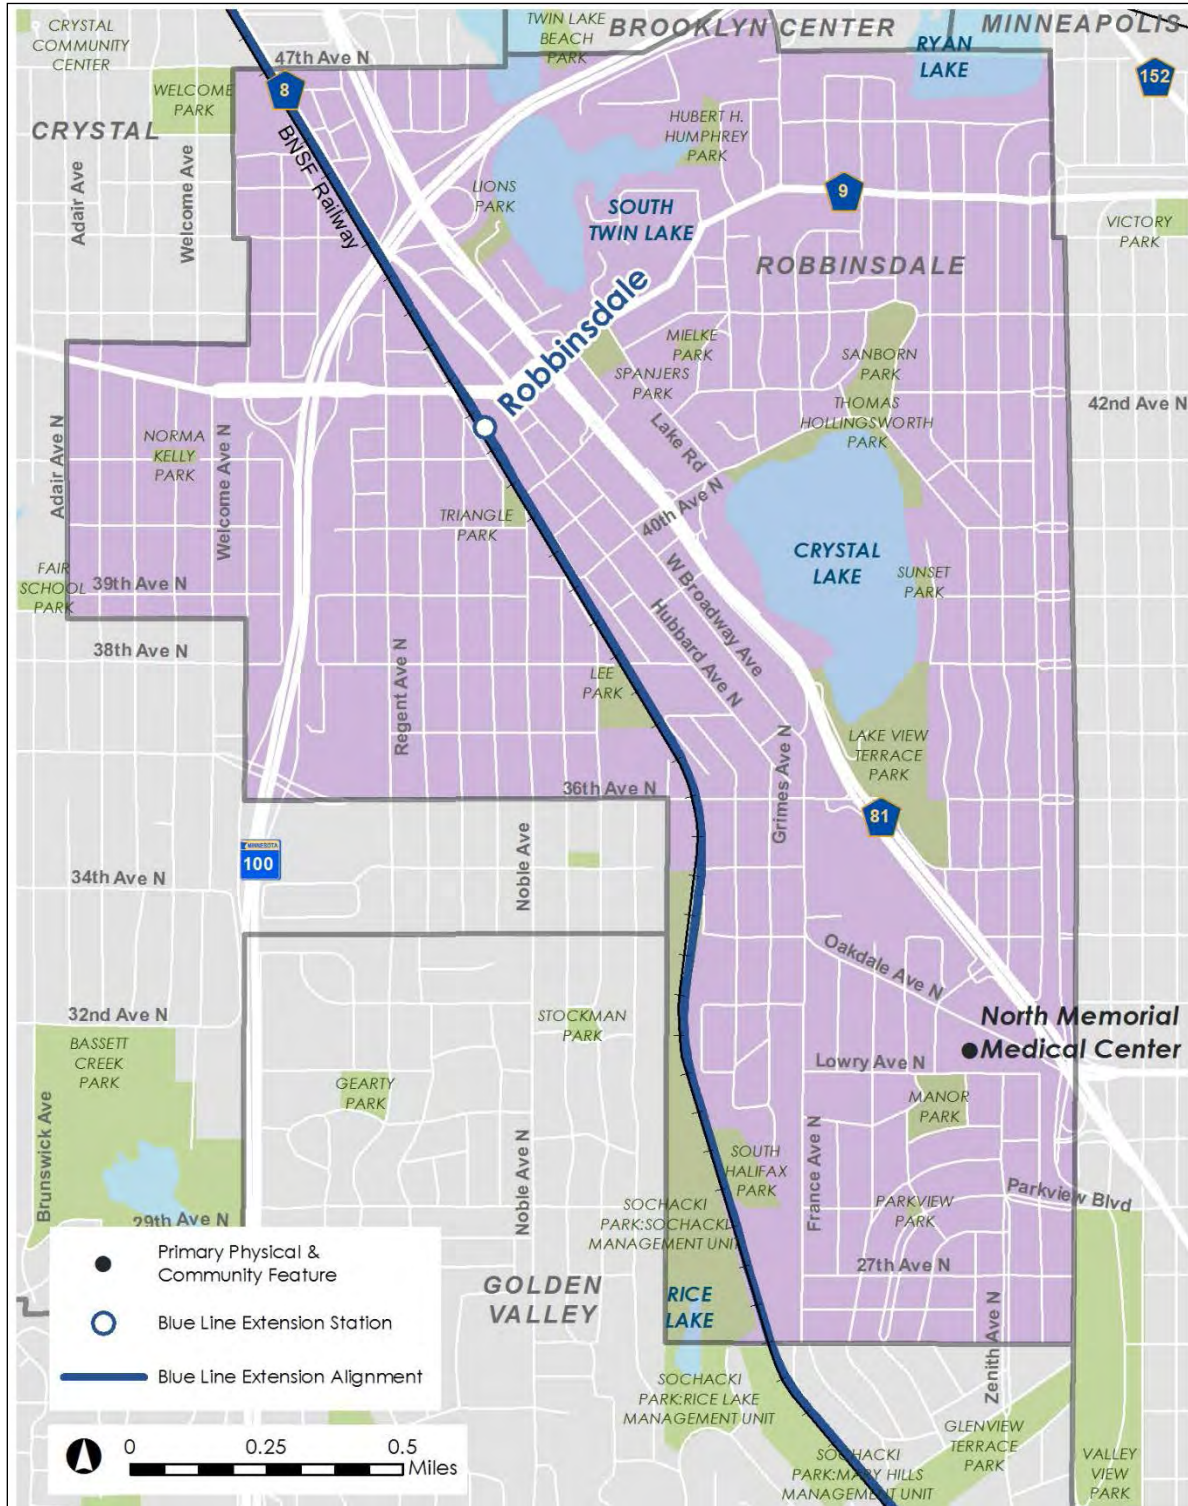 CRYSTAL
COMMUNITY
CENTER
TWIN LAKE
BEACH
PARK
BROOKLYN CENTER
MINNEAPOLIS
47th Ave N
RYAN
LAKE
8
152
WELCOME
PARK
CRYSTAL
HUBERT H.
HUMPHREY
PARK
BNSF Railway
Adair Ave
Welcome Ave
LIONS
PARK
9
SOUTH
TWIN LAKE
VICTORY
PARK
ROBBINSDALE
Robbinsdale
MIELKE
PARK
SANBORN
PARK
SPANJERS
PARK
THOMAS
HOLLINGSWORTH
PARK
42nd Ave N
Adair Ave N
NORMA
KELLY
PARK
Welcome Ave N
Lake Rd
TRIANGLE
PARK
40th Ave N
CRYSTAL
LAKE
FAIR
SCHOOL
PARK
39th Ave N
SUNSET
PARK
W Broadway Ave
Hubbard Ave N
38th Ave N
LEE
PARK
Regent Ave N
LAKE VIEW
TERRACE
PARK
Grimes Ave N
36th Ave N
81
MINNESOTA
100
34th Ave N
Noble Ave
Oakdale Ave N
32nd Ave N
STOCKMAN
PARK
North Memorial
Medical Center
BASSETT
CREEK
PARK
Lowry Ave N
GEARTY
PARK
MANOR
PARK
Brunswick Ave
Noble Ave N
SOUTH
HALIFAX
PARK
France Ave N
Parkview Blvd
SOCHACKI
PARK:SOCHACKI
MANAGEMENT UNIT
PARKVIEW
PARK
29th Ave N
Primary Physical &
Community Feature
27th Ave N
GOLDEN
VALLEY
RICE
LAKE
Blue Line Extension Station
Zenith Ave N
Blue Line Extension Alignment
SOCHACKI
PARK:RICE LAKE
MANAGEMENT UNIT
GLENVIEW
TERRACE
PARK
0 0.25 0.5
Miles
SOCHACKI
PARK:MARY HILLS
MANAGEMENT UNIT
VALLEY
VIEW
PARK